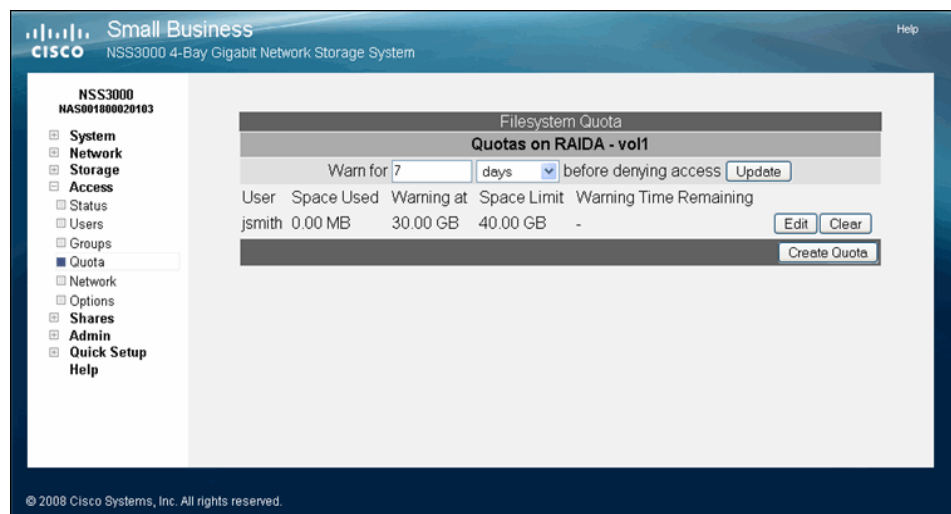 Small Business
CISCO NSS3000 4-Bay Gigabit Network Storage System
Help
NSS3000
NAS001800020103
System
Network
Storage
Access
Status
Users
Groups
Quota
Network
Options
Shares
Admin
Quick Setup
Help
Filesystem Quota
Quotas on RAIDA - vol1
Warn for 7 days before denying access Update
User Space Used Warning at Space Limit Warning Time Remaining
jsmith 0.00 MB 30.00 GB 40.00 GB - Edit Clear
Create Quota
© 2008 Cisco Systems, Inc. All rights reserved.